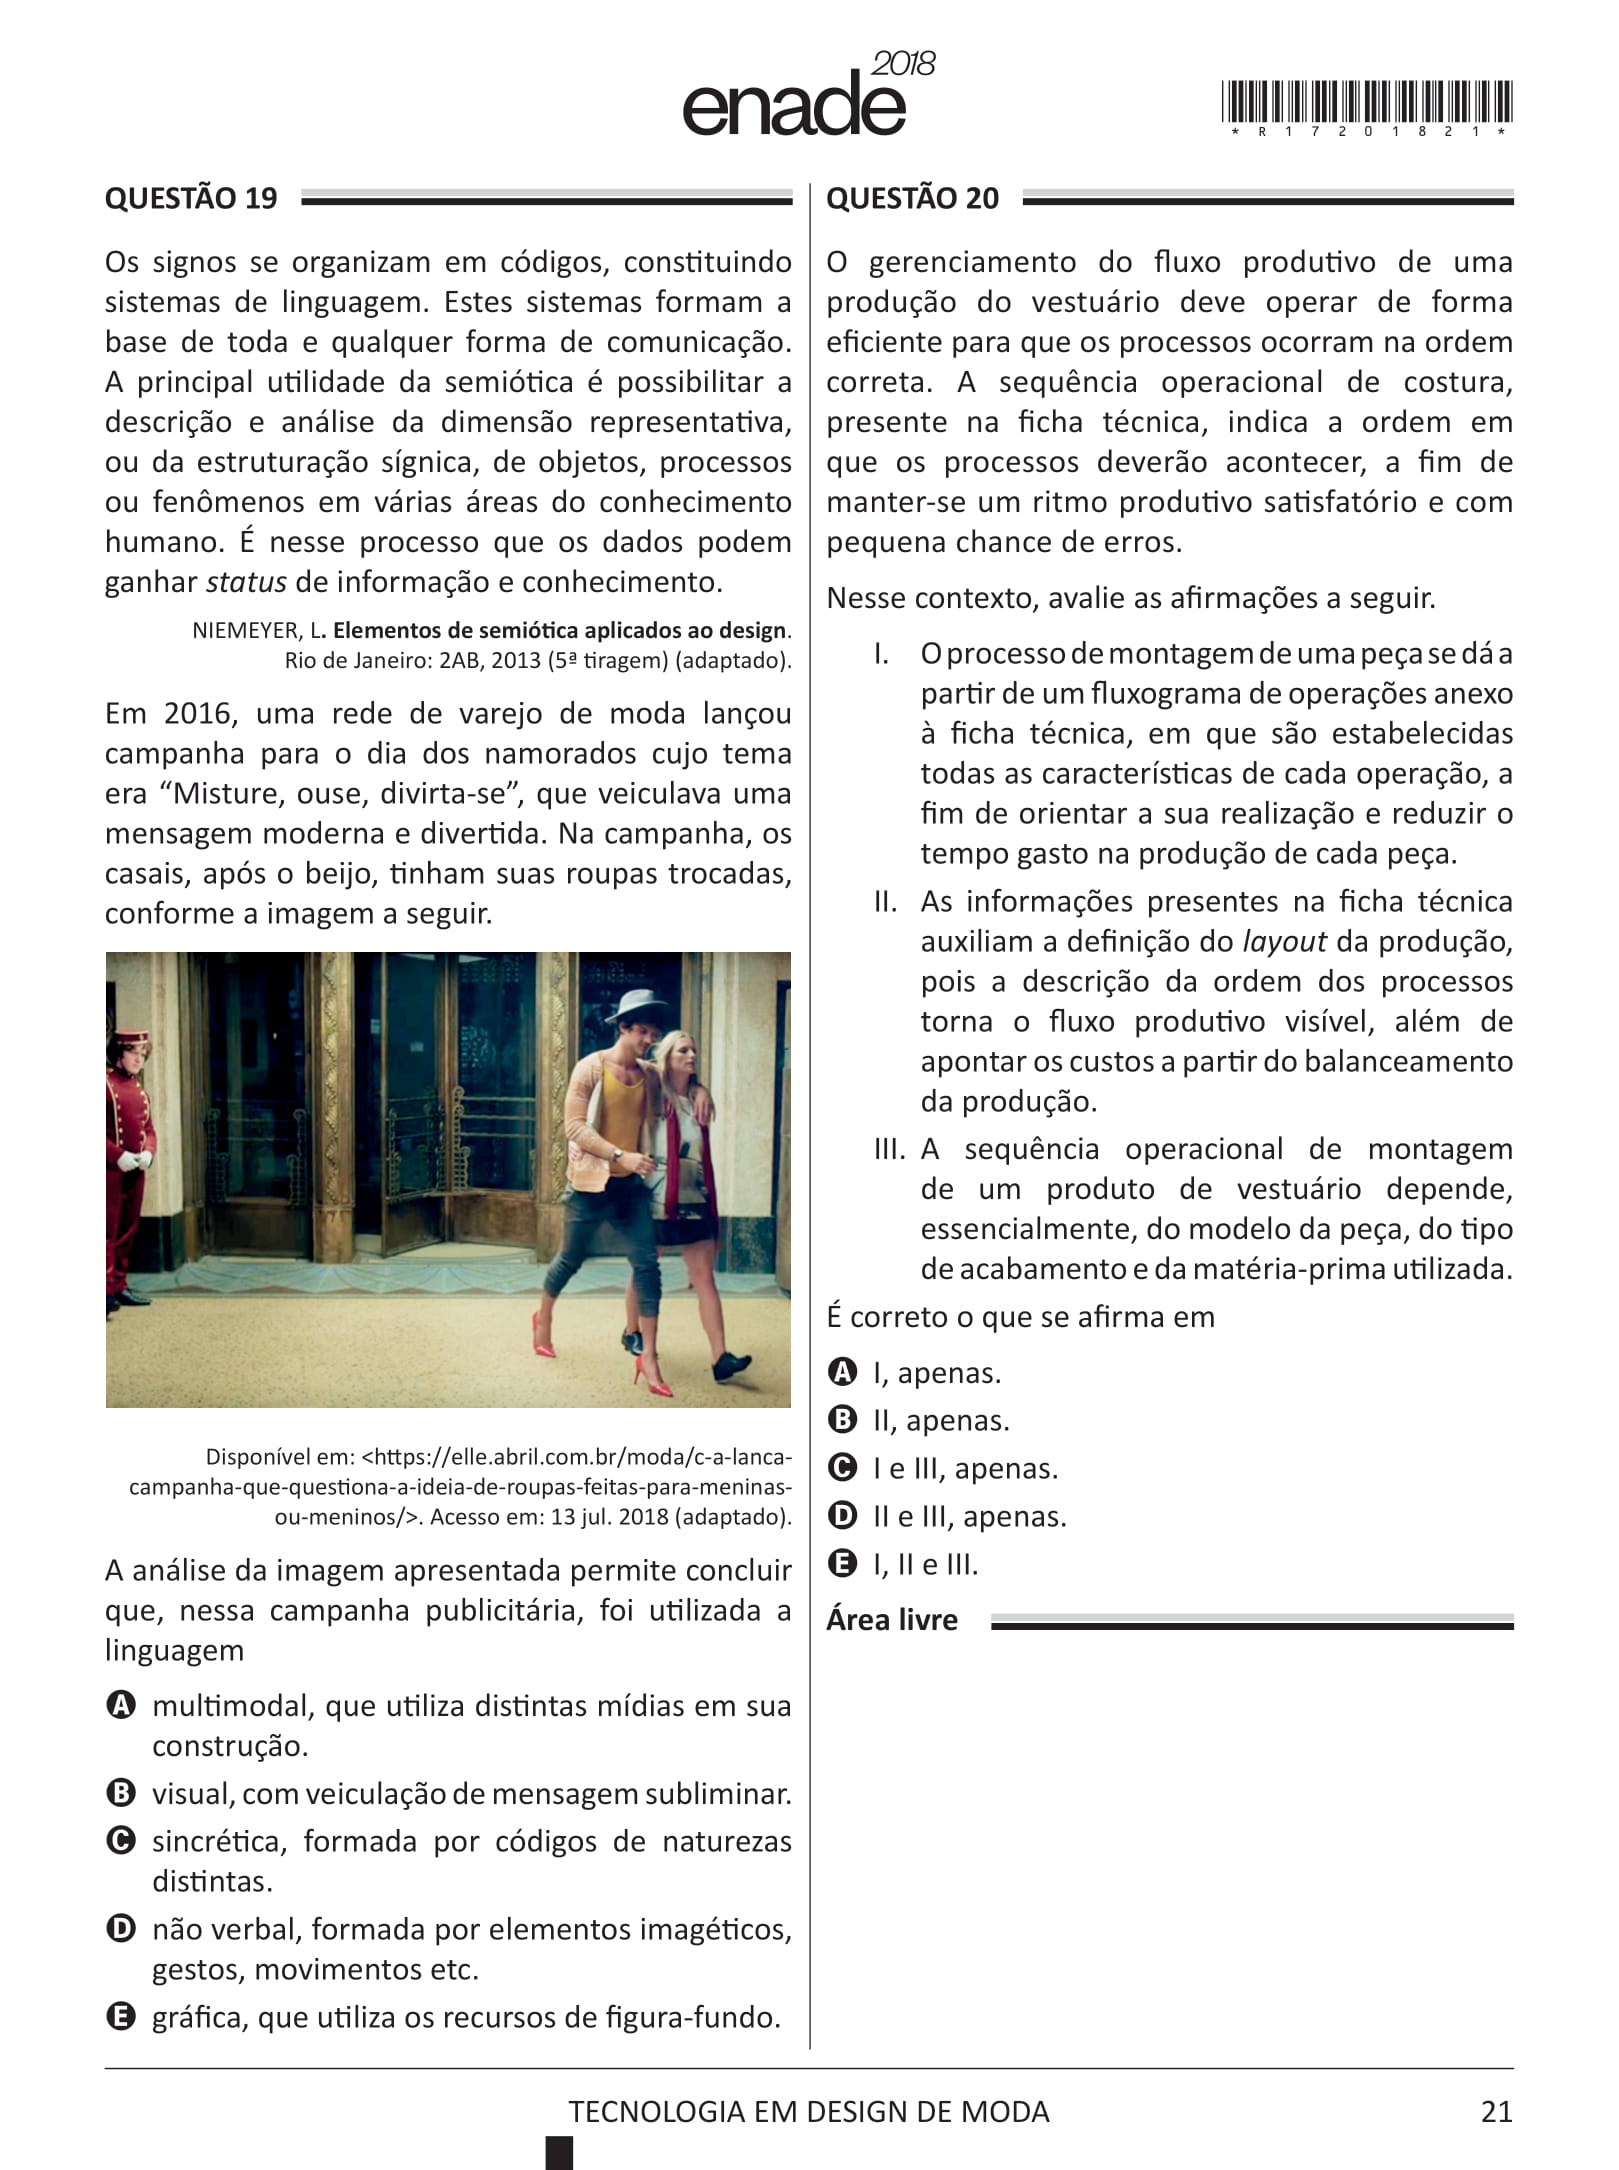 enade 2018
*R17201821*
QUESTÃO 19
Os signos se organizam em códigos, constituindo
sistemas de linguagem. Estes sistemas formam a
base de toda e qualquer forma de comunicação.
A principal utilidade da semiótica é possibilitar a
descrição e análise da dimensão representativa,
ou da estruturação sígnica, de objetos, processos
ou fenômenos em várias áreas do conhecimento
humano. É nesse processo que os dados podem
ganhar status de informação e conhecimento.
NIEMEYER, L. Elementos de semiótica aplicados ao design.
Rio de Janeiro: 2AB, 2013 (5ª tiragem) (adaptado).
Em 2016, uma rede de varejo de moda lançou
campanha para o dia dos namorados cujo tema
era “Misture, ouse, divirta-se”, que veiculava uma
mensagem moderna e divertida. Na campanha, os
casais, após o beijo, tinham suas roupas trocadas,
conforme a imagem a seguir.
Disponível em: <https://elle.abril.com.br/moda/c-a-lanca-
campanha-que-questiona-a-ideia-de-roupas-feitas-para-meninas-
ou-meninos/>. Acesso em: 13 jul. 2018 (adaptado).
A análise da imagem apresentada permite concluir
que, nessa campanha publicitária, foi utilizada a
linguagem
A multimodal, que utiliza distintas mídias em sua
construção.
B visual, com veiculação de mensagem subliminar.
C sincrética, formada por códigos de naturezas
distintas.
D não verbal, formada por elementos imagéticos,
gestos, movimentos etc.
E gráfica, que utiliza os recursos de figura-fundo.
QUESTÃO 20
O gerenciamento do fluxo produtivo de uma
produção do vestuário deve operar de forma
eficiente para que os processos ocorram na ordem
correta. A sequência operacional de costura,
presente na ficha técnica, indica a ordem em
que os processos deverão acontecer, a fim de
manter-se um ritmo produtivo satisfatório e com
pequena chance de erros.
Nesse contexto, avalie as afirmações a seguir.
I. O processo de montagem de uma peça se dá a
partir de um fluxograma de operações anexo
à ficha técnica, em que são estabelecidas
todas as características de cada operação, a
fim de orientar a sua realização e reduzir o
tempo gasto na produção de cada peça.
II. As informações presentes na ficha técnica
auxiliam a definição do layout da produção,
pois a descrição da ordem dos processos
torna o fluxo produtivo visível, além de
apontar os custos a partir do balanceamento
da produção.
III. A sequência operacional de montagem
de um produto de vestuário depende,
essencialmente, do modelo da peça, do tipo
de acabamento e da matéria-prima utilizada.
É correto o que se afirma em
A I, apenas.
B II, apenas.
C I e III, apenas.
D II e III, apenas.
E I, II e III.
Área livre
TECNOLOGIA EM DESIGN DE MODA
21